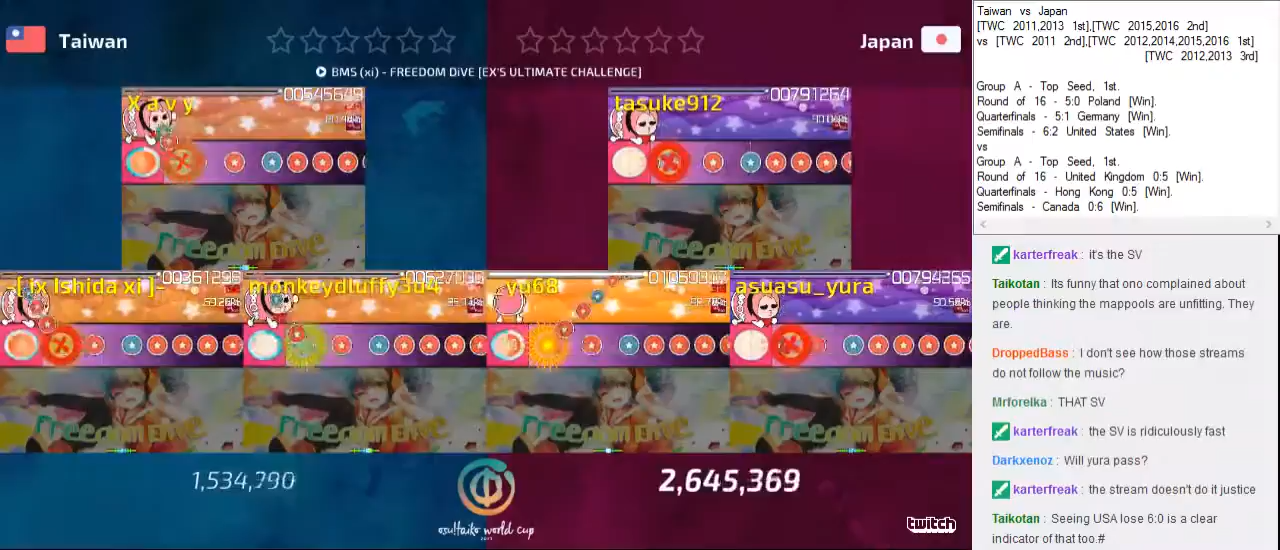 Taiwan
Japan
BMS (xi) - FREEDOM DiVE [EX'S ULTIMATE CHALLENGE]
X a v y
00545649
tasuke912
00791264
-[ ix Ishida xi ]-
monkeydluffy3d4
yu68
asuasu_yura
00794265
FREEDOM DIVE
1,534,790
2,645,369
osu!taiko world cup
twitch
Taiwan vs Japan
[TWC 2011,2013 1st],[TWC 2015,2016 2nd]
vs [TWC 2011 2nd],[TWC 2012,2014,2015,2016 1st]
[TWC 2012,2013 3rd]
Group A - Top Seed, 1st.
Round of 16 - 5:0 Poland [Win].
Quarterfinals - 5:1 Germany [Win].
Semifinals - 6:2 United States [Win].
vs
Group A - Top Seed, 1st.
Round of 16 - United Kingdom 0:5 [Win].
Quarterfinals - Hong Kong 0:5 [Win].
Semifinals - Canada 0:6 [Win].
karterfreak : it's the SV
Taikotan : Its funny that ono complained about
people thinking the mappools are unfitting. They
are.
DroppedBass : I don't see how those streams
do not follow the music?
Mrforelka : THAT SV
karterfreak : the SV is ridiculously fast
Darkxenoz : Will yura pass?
karterfreak : the stream doesn't do it justice
Taikotan : Seeing USA lose 6:0 is a clear
indicator of that too.#